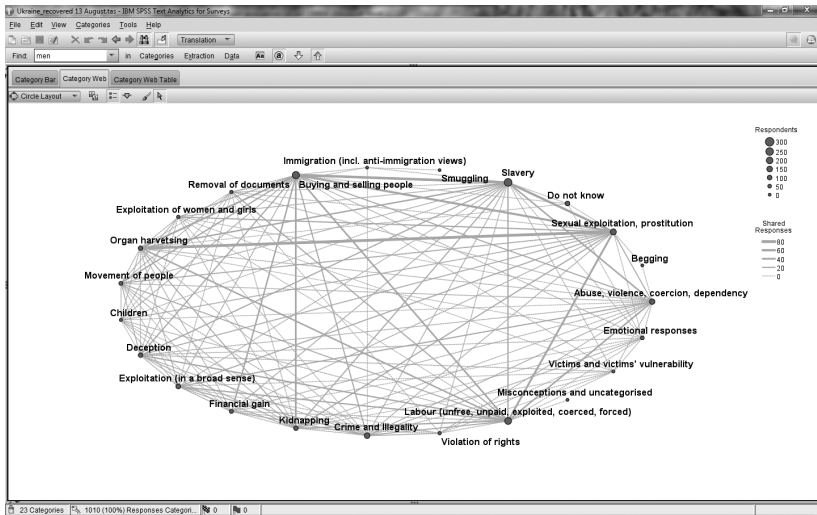 Ukraine_recovered 13 August.tas - IBM SPSS Text Analytics for Surveys
File Edit View Categories Tools Help
Translation
Find: men in Categories Extraction Data Aa @
Category Bar Category Web Category Web Table
Circle Layout
Respondents
300
250
200
150
100
50
0
Shared
Responses
80
60
40
20
0
Immigration (incl. anti-immigration views)
Smuggling
Slavery
Removal of documents
Buying and selling people
Do not know
Exploitation of women and girls
Sexual exploitation, prostitution
Organ harvetsing
Begging
Movement of people
Abuse, violence, coercion, dependency
Children
Emotional responses
Deception
Victims and victims' vulnerability
Exploitation (in a broad sense)
Misconceptions and uncategorised
Financial gain
Labour (unfree, unpaid, exploited, coerced, forced)
Kidnapping
Crime and illegality
Violation of rights
23 Categories 1010 (100%) Responses Categori... 0 0